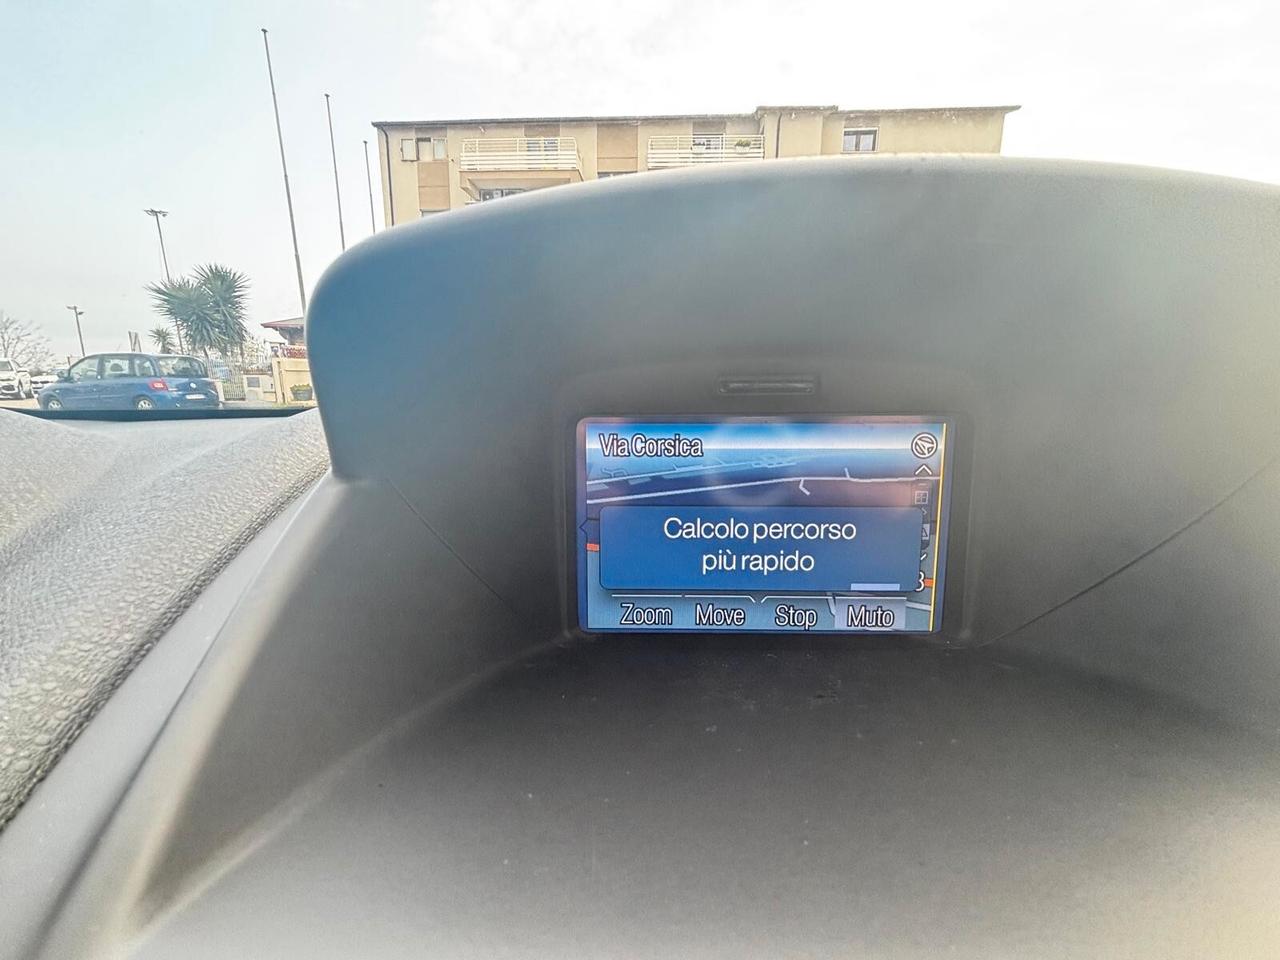 Via Corsica
Calcolo percorso
più rapido
Zoom Move Stop Muto